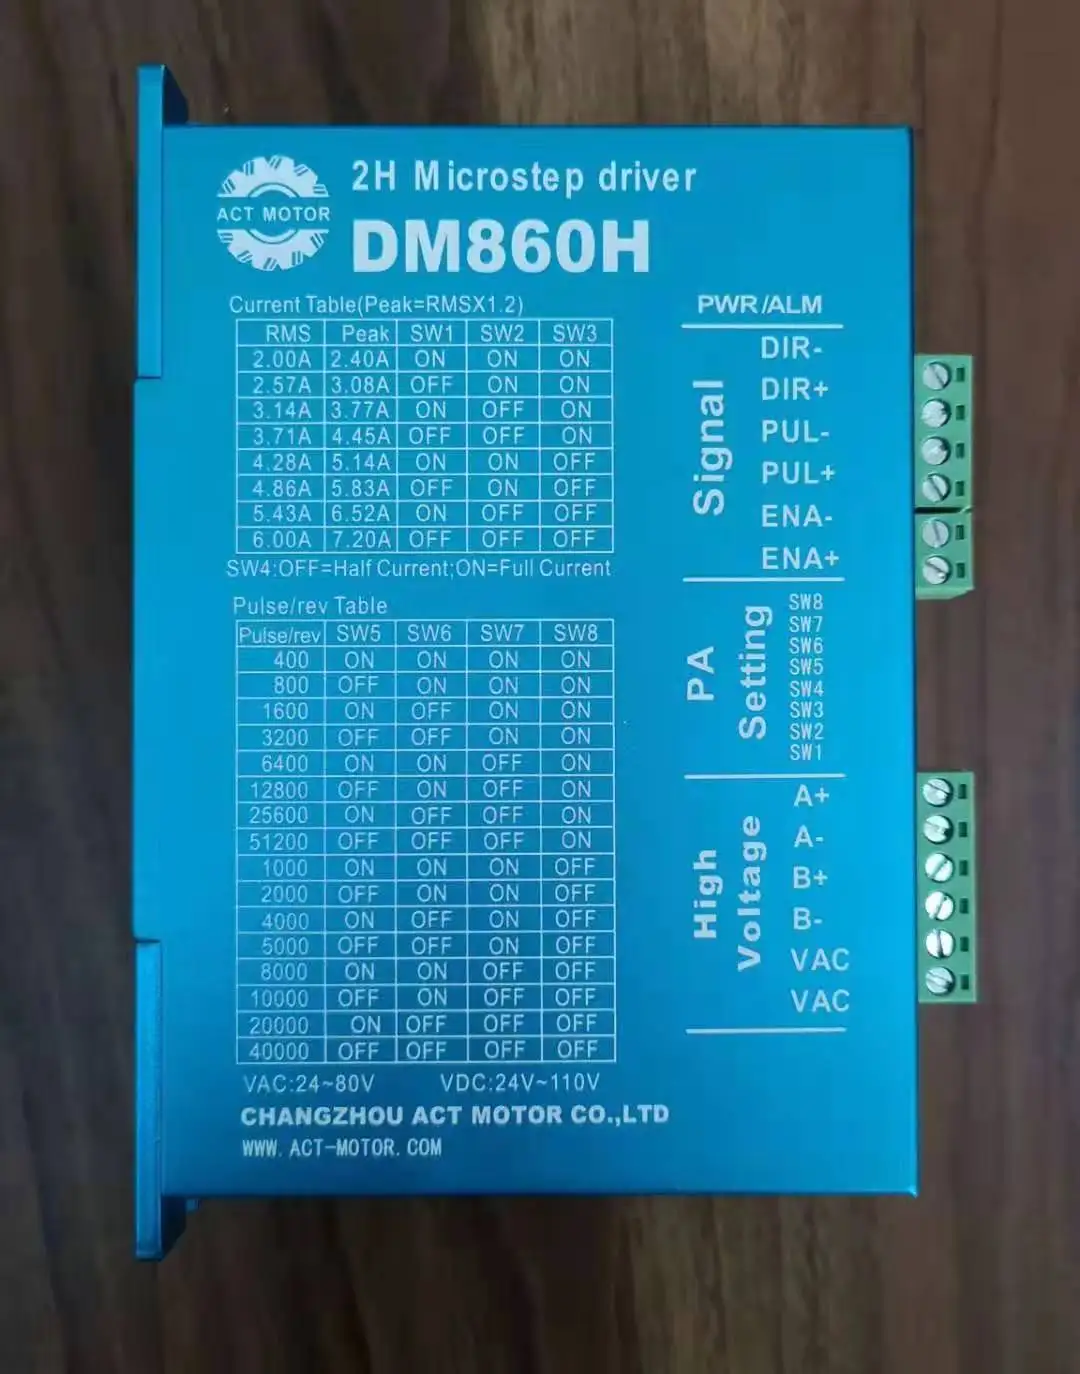 ACT MOTOR
2H Microstep driver
DM860H
Current Table(Peak=RMSX1.2)
RMS Peak SW1 SW2 SW3
2.00A 2.40A ON ON ON
2.57A 3.08A OFF ON ON
3.14A 3.77A ON OFF ON
3.71A 4.45A OFF OFF ON
4.28A 5.14A ON ON OFF
4.86A 5.83A OFF ON OFF
5.43A 6.52A ON OFF OFF
6.00A 7.20A OFF OFF OFF
SW4:OFF=Half Current;ON=Full Current
Pulse/rev Table
Pulse/rev SW5 SW6 SW7 SW8
400 ON ON ON ON
800 OFF ON ON ON
1600 ON OFF ON ON
3200 OFF OFF ON ON
6400 ON ON OFF ON
12800 OFF ON OFF ON
25600 ON OFF OFF ON
51200 OFF OFF OFF ON
1000 ON ON ON OFF
2000 OFF ON ON OFF
4000 ON OFF ON OFF
5000 OFF OFF ON OFF
8000 ON ON OFF OFF
10000 OFF ON OFF OFF
20000 ON OFF OFF OFF
40000 OFF OFF OFF OFF
VAC:24~80V VDC:24V~110V
CHANGZHOU ACT MOTOR CO.,LTD
WWW.ACT-MOTOR.COM
PWR/ALM
Signal
DIR-
DIR+
PUL-
PUL+
ENA-
ENA+
PA
Setting
SW8
SW7
SW6
SW5
SW4
SW3
SW2
SW1
High
Voltage
A+
A-
B+
B-
VAC
VAC